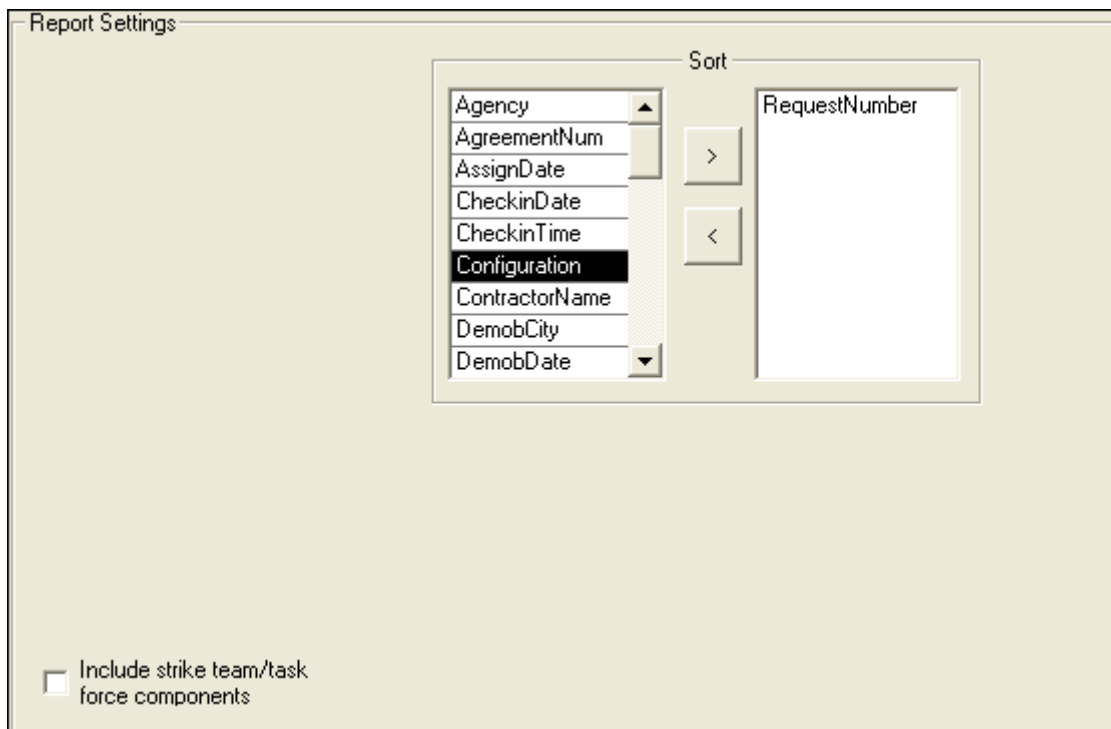 Report Settings
Sort
Agency
AgreementNum
AssignDate
CheckinDate
CheckinTime
Configuration
ContractorName
DemobCity
DemobDate
>
<
RequestNumber
Include strike team/task
force components